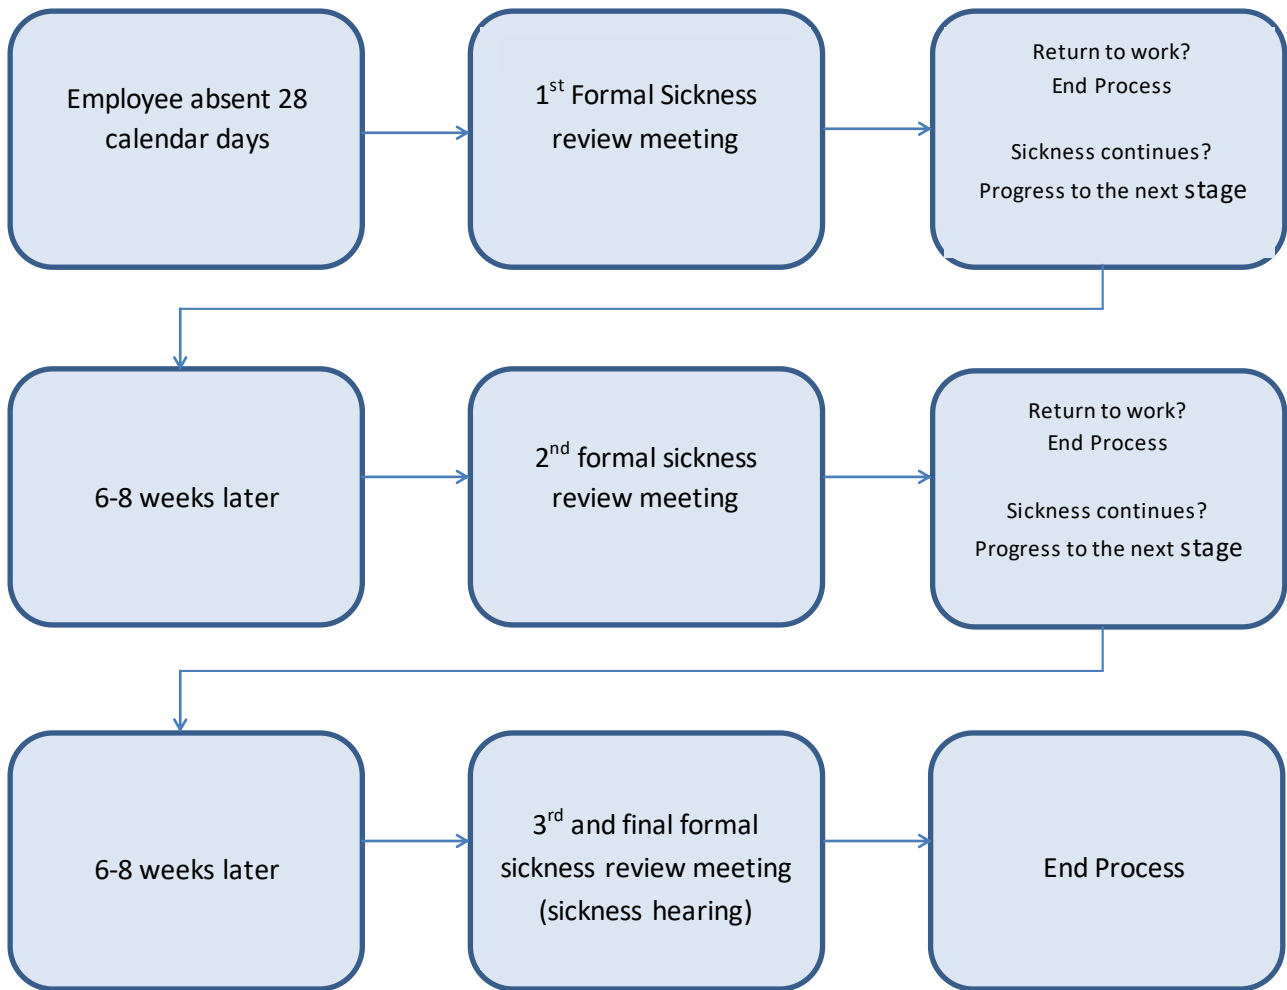 Employee absent 28
calendar days
1st Formal Sickness
review meeting
Return to work?
End Process
Sickness continues?
Progress to the next stage
6-8 weeks later
2nd formal sickness
review meeting
Return to work?
End Process
Sickness continues?
Progress to the next stage
6-8 weeks later
3rd and final formal
sickness review meeting
(sickness hearing)
End Process